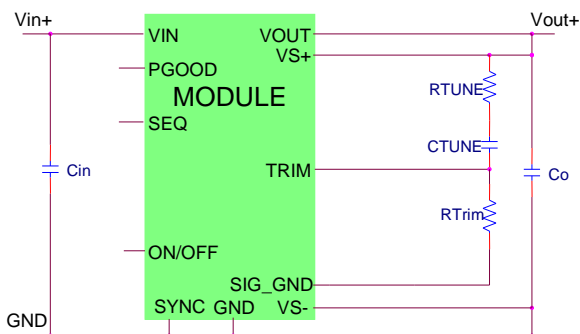 Vin+
Vout+
VIN
VOUT
VS+
PGOOD
RTUNE
MODULE
SEQ
CTUNE
TRIM
Cin
Co
RTrim
ON/OFF
SIG_GND
SYNC
GND
VS-
GND